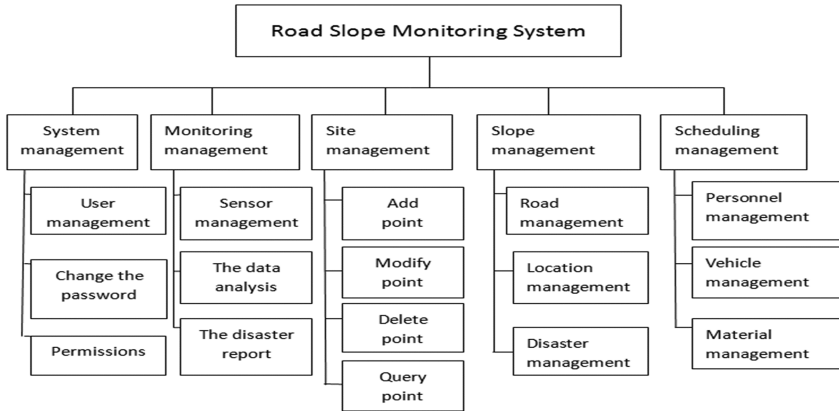 Road Slope Monitoring System
System
management
Monitoring
management
Site
management
Slope
management
Scheduling
management
User
management
Change the
password
Permissions
Sensor
management
The data
analysis
The disaster
report
Add
point
Modify
point
Delete
point
Query
point
Road
management
Location
management
Disaster
management
Personnel
management
Vehicle
management
Material
management